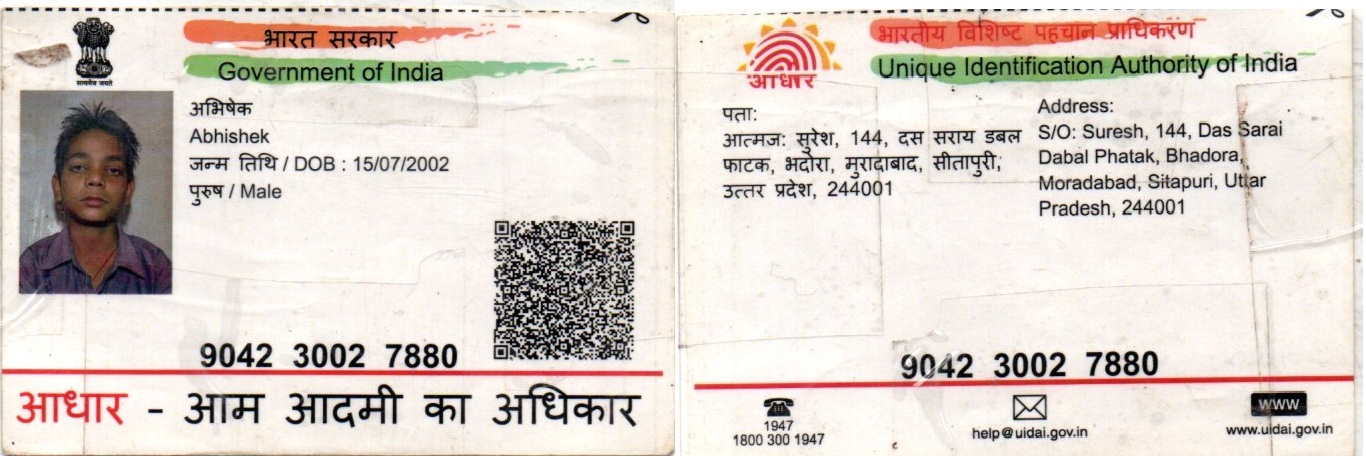 भारत सरकार
Government of India
सत्यमेव जयते
अभिषेक
Abhishek
जन्म तिथि / DOB : 15/07/2002
पुरुष / Male
9042 3002 7880
आधार - आम आदमी का अधिकार
भारतीय विशिष्ट पहचान प्राधिकरण
Unique Identification Authority of India
आधार
पता:
आत्मज: सुरेश, 144, दस सराय डबल
फाटक, भदोरा, मुरादाबाद, सीतापुरी,
उत्तर प्रदेश, 244001
Address:
S/O: Suresh, 144, Das Sarai
Dabal Phatak, Bhadora,
Moradabad, Sitapuri, Uttar
Pradesh, 244001
9042 3002 7880
1947
1800 300 1947
help@uidai.gov.in
www
www.uidai.gov.in